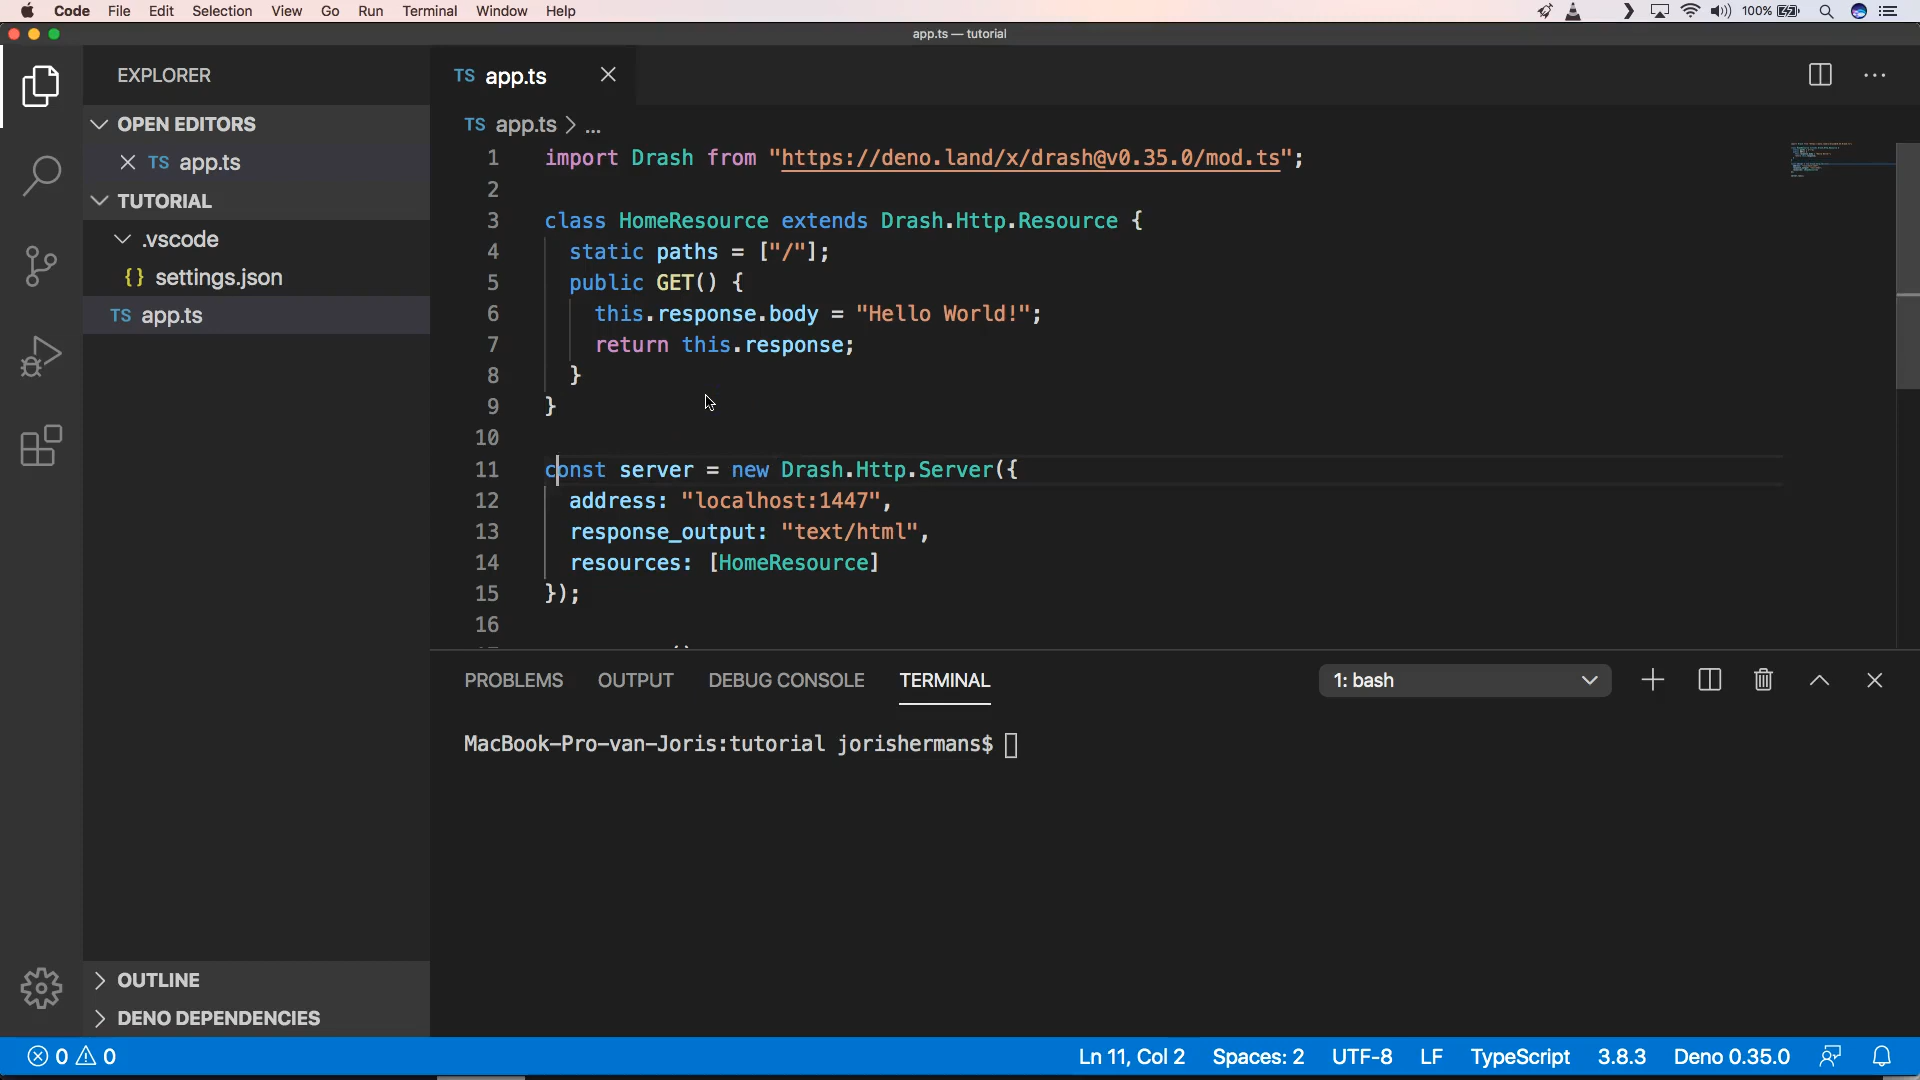 Code File Edit Selection View Go Run Terminal Window Help 100%
app.ts — tutorial
EXPLORER
OPEN EDITORS
TS app.ts
TUTORIAL
.vscode
{} settings.json
TS app.ts
OUTLINE
DENO DEPENDENCIES
TS app.ts
TS app.ts > ...
1 import Drash from "https://deno.land/x/drash@v0.35.0/mod.ts";
2
3 class HomeResource extends Drash.Http.Resource {
4 static paths = ["/"];
5 public GET() {
6 this.response.body = "Hello World!";
7 return this.response;
8 }
9 }
10
11 const server = new Drash.Http.Server({
12 address: "localhost:1447",
13 response_output: "text/html",
14 resources: [HomeResource]
15 });
16
PROBLEMS OUTPUT DEBUG CONSOLE TERMINAL 1: bash
MacBook-Pro-van-Joris:tutorial jorishermans$
0 0 Ln 11, Col 2 Spaces: 2 UTF-8 LF TypeScript 3.8.3 Deno 0.35.0